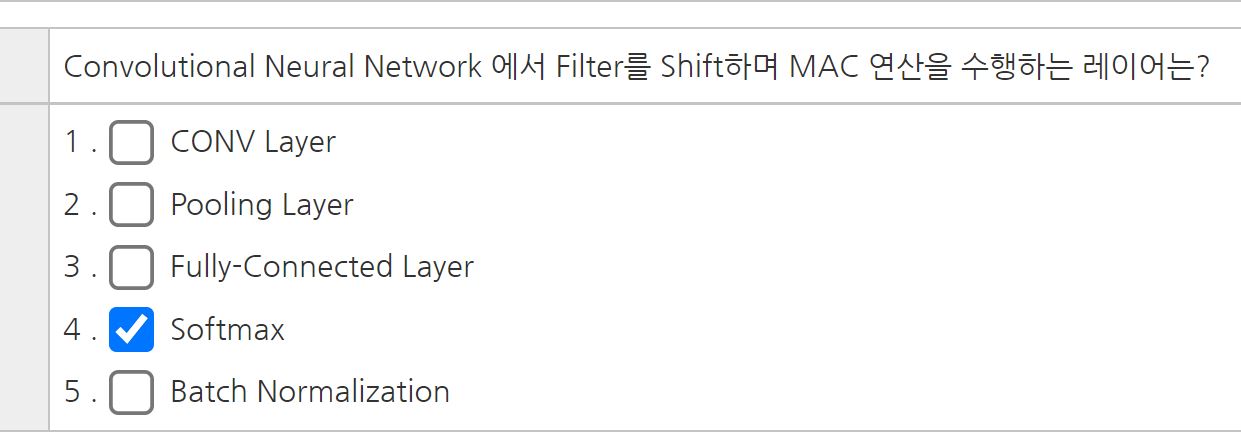 Convolutional Neural Network 에서 Filter를 Shift하며 MAC 연산을 수행하는 레이어는?
1 . CONV Layer
2 . Pooling Layer
3 . Fully-Connected Layer
4 . Softmax
5 . Batch Normalization